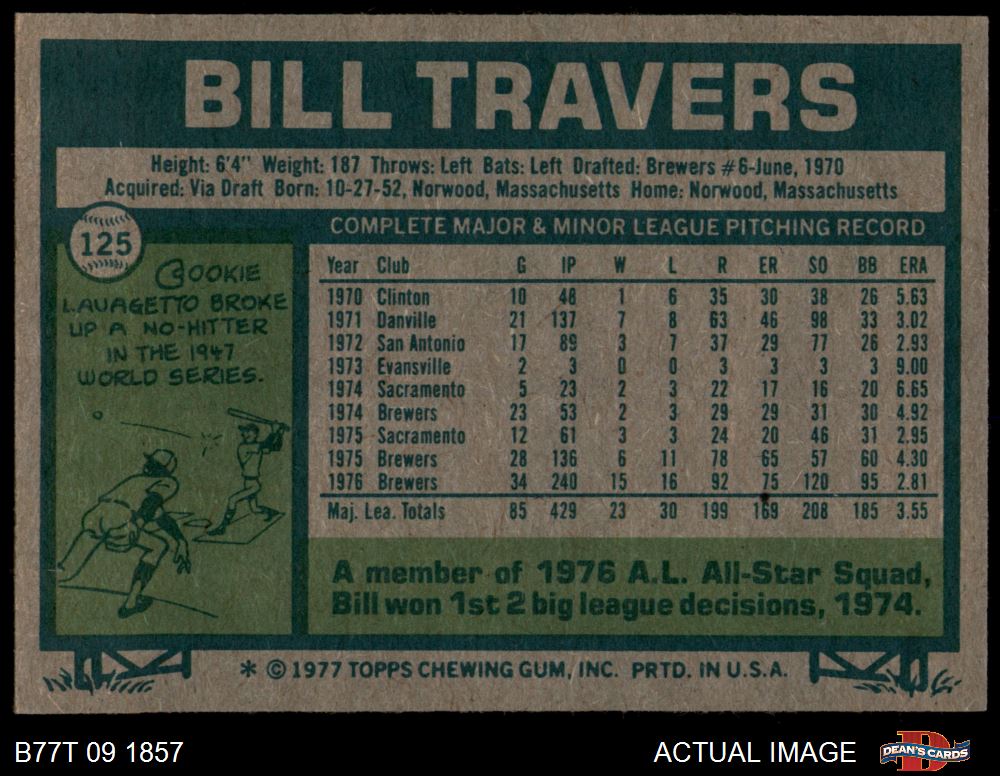 BILL TRAVERS
Height: 6'4" Weight: 187 Throws: Left Bats: Left Drafted: Brewers #6-June, 1970
Acquired: Via Draft Born: 10-27-52, Norwood, Massachusetts Home: Norwood, Massachusetts
125
COOKIE
LAVAGETTO BROKE
UP A NO-HITTER
IN THE 1947
WORLD SERIES.
COMPLETE MAJOR & MINOR LEAGUE PITCHING RECORD
Year Club G IP W L R ER SO BB ERA
1970 Clinton 10 48 1 6 35 30 38 26 5.63
1971 Danville 21 137 7 8 63 46 98 33 3.02
1972 San Antonio 17 89 3 7 37 29 77 26 2.93
1973 Evansville 2 3 0 0 3 3 3 3 9.00
1974 Sacramento 5 23 2 3 22 17 16 20 6.65
1974 Brewers 23 53 2 3 29 29 31 30 4.92
1975 Sacramento 12 61 3 3 24 20 46 31 2.95
1975 Brewers 28 136 6 11 78 65 57 60 4.30
1976 Brewers 34 240 15 16 92 75 120 95 2.81
Maj. Lea. Totals 85 429 23 30 199 169 208 185 3.55
A member of 1976 A.L. All-Star Squad,
Bill won 1st 2 big league decisions, 1974.
* © 1977 TOPPS CHEWING GUM, INC. PRTD. IN U.S.A.
B77T 09 1857
ACTUAL IMAGE
DEAN'S CARDS